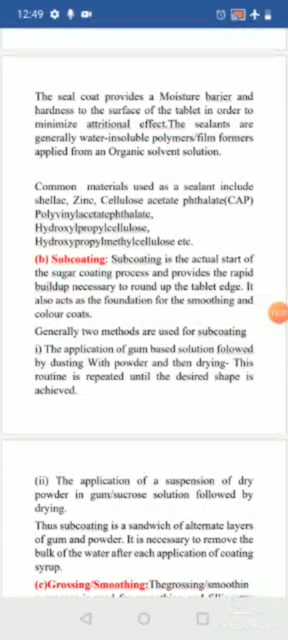 12:49
The seal coat provides a Moisture barier and
hardness to the surface of the tablet in order to
minimize attritional effect.The sealants are
generally water-insoluble polymers/film formers
applied from an Organic solvent solution.
Common materials used as a sealant include
shellac, Zinc, Cellulose acetate phthalate(CAP)
Polyvinylacetatephthalate,
Hydroxylpropylcellulose,
Hydroxypropylmethylcellulose etc.
(b) Subcoating: Subcoating is the actual start of
the sugar coating process and provides the rapid
buildup necessary to round up the tablet edge. It
also acts as the foundation for the smoothing and
colour coats.
Generally two methods are used for subcoating
i) The application of gum based solution folowed
by dusting With powder and then drying- This
routine is repeated until the desired shape is
achieved.
(ii) The application of a suspension of dry
powder in gum/sucrose solution followed by
drying.
Thus subcoating is a sandwich of alternate layers
of gum and powder. It is necessary to remove the
bulk of the water after each application of coating
syrup.
(c)Grossing/Smoothing:Thegrossing/smoothin